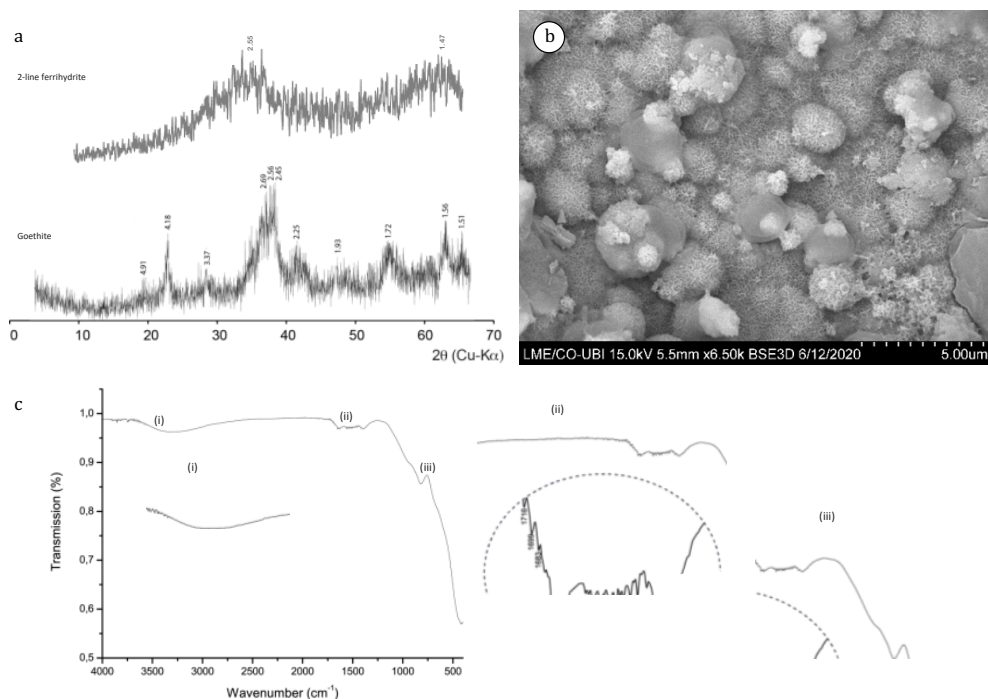 a
2-line ferrihydrite
2.55
1.47
Goethite
4.91
4.18
3.37
2.69
2.56
2.45
2.25
1.93
1.72
1.56
1.51
0 10 20 30 40 50 60 70
2θ (Cu-Kα)
b
LME/CO-UBI 15.0kV 5.5mm x6.50k BSE3D 6/12/2020 5.00um
c
Transmission (%)
1,0
0,9
0,8
0,7
0,6
0,5
(i)
(ii)
(iii)
(i)
4000 3500 3000 2500 2000 1500 1000 500
Wavenumber (cm⁻¹)
(ii)
1718
(iii)